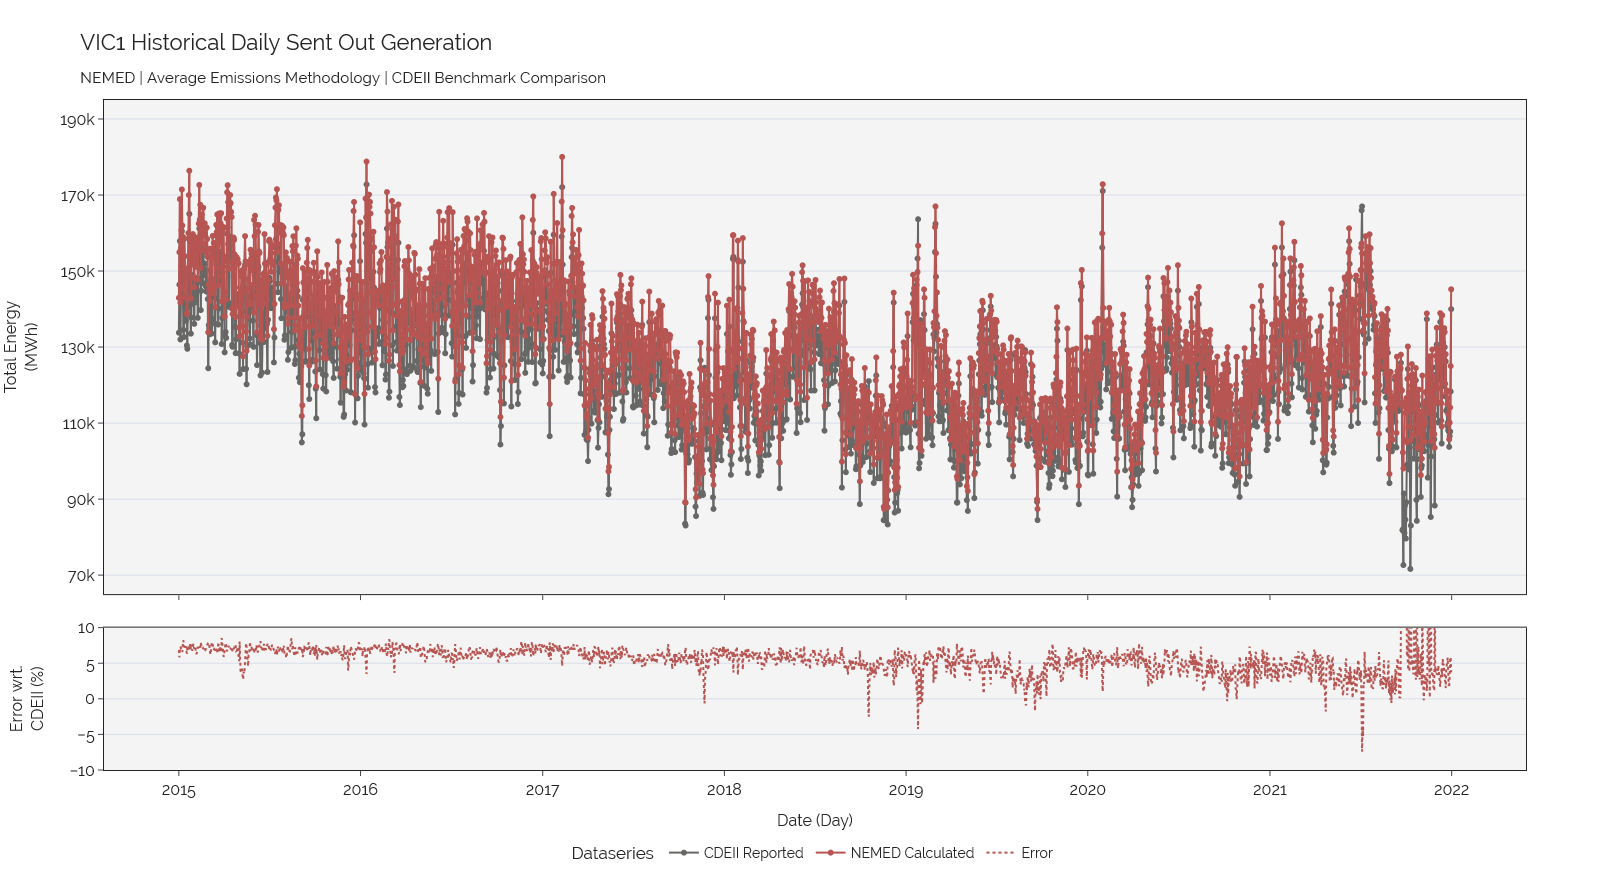 VIC1 Historical Daily Sent Out Generation
NEMED | Average Emissions Methodology | CDEII Benchmark Comparison
Total Energy
(MWh)
190k
170k
150k
130k
110k
90k
70k
Error wrt.
CDEII (%)
10
5
0
−5
−10
2015 2016 2017 2018 2019 2020 2021 2022
Date (Day)
Dataseries CDEII Reported NEMED Calculated Error